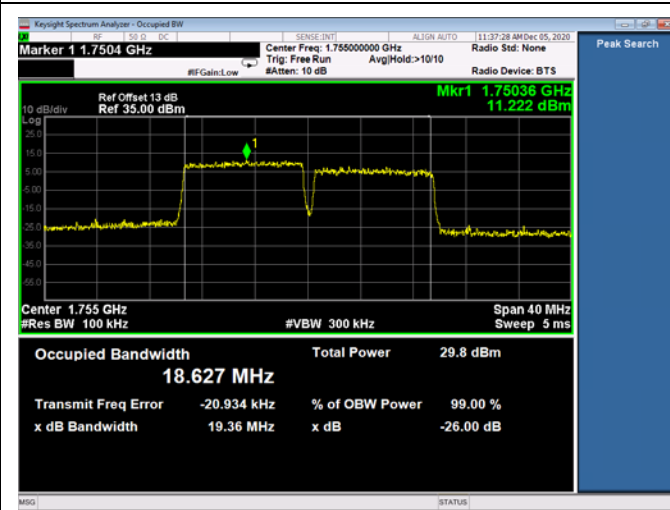 Keysight Spectrum Analyzer - Occupied BW
RF 50 Ω DC SENSE:INT ALIGN AUTO 11:37:28 AM Dec 05, 2020
Marker 1 1.7504 GHz Center Freq: 1.755000000 GHz Radio Std: None Peak Search
Trig: Free Run Avg|Hold:>10/10
#IFGain:Low #Atten: 10 dB Radio Device: BTS
Ref Offset 13 dB Mkr1 1.75036 GHz
10 dB/div Ref 35.00 dBm 11.222 dBm
Log
25.0
1
15.0
5.00
-5.00
-15.0
-25.0
-35.0
-45.0
-55.0
Center 1.755 GHz Span 40 MHz
#Res BW 100 kHz #VBW 300 kHz Sweep 5 ms
Occupied Bandwidth Total Power 29.8 dBm
18.627 MHz
Transmit Freq Error -20.934 kHz % of OBW Power 99.00 %
x dB Bandwidth 19.36 MHz x dB -26.00 dB
MSG STATUS